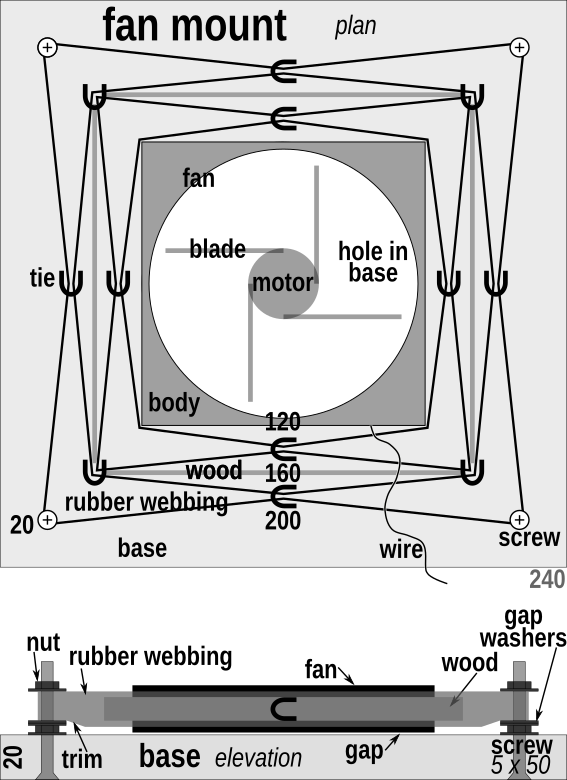 fan mount
plan
fan
blade
hole in
base
motor
tie
body
120
wood
160
rubber webbing
200
20
screw
base
wire
240
gap
washers
nut
rubber webbing
fan
wood
20
trim
base
elevation
gap
screw
5 x 50